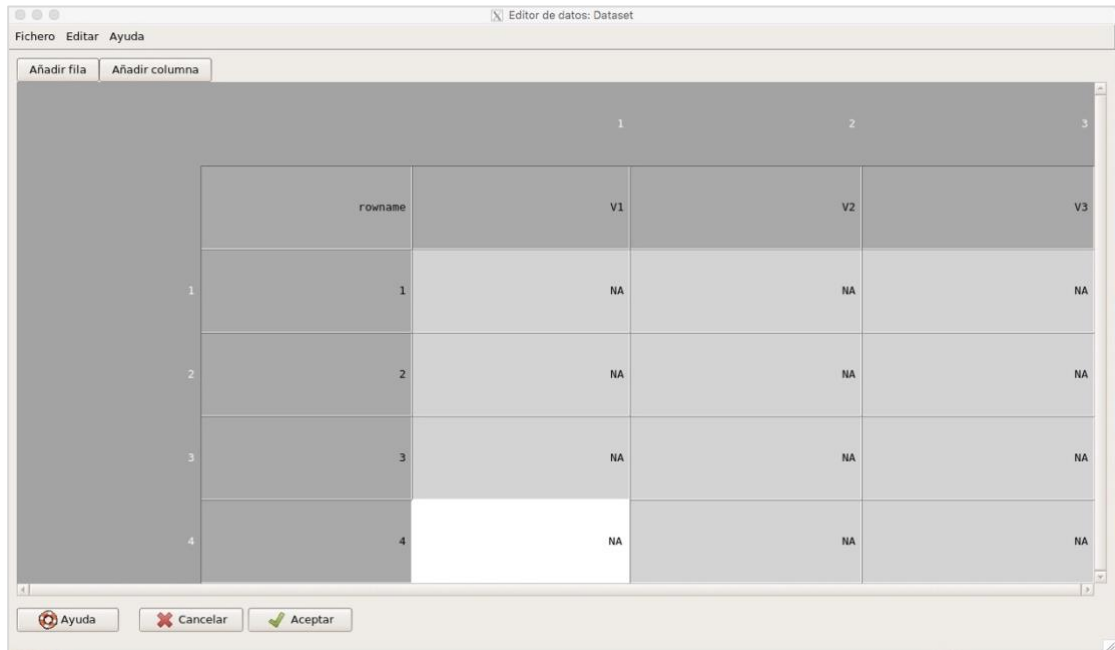 Editor de datos: Dataset
Fichero Editar Ayuda
Añadir fila Añadir columna
1 2 3
rowname V1 V2 V3
1 1 NA NA NA
2 2 NA NA NA
3 3 NA NA NA
4 4 NA NA NA
Ayuda Cancelar Aceptar